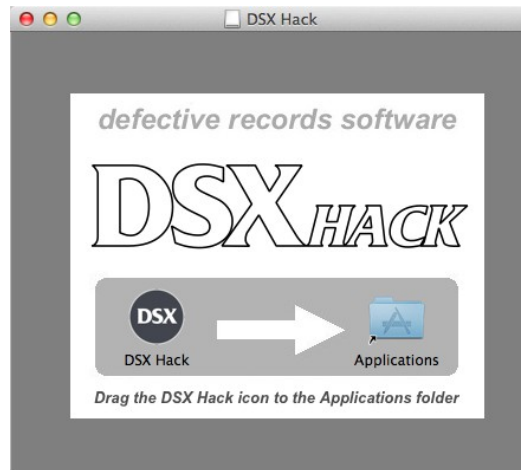 DSX Hack
defective records software
DSX HACK
DSX
DSX Hack
Applications
Drag the DSX Hack icon to the Applications folder